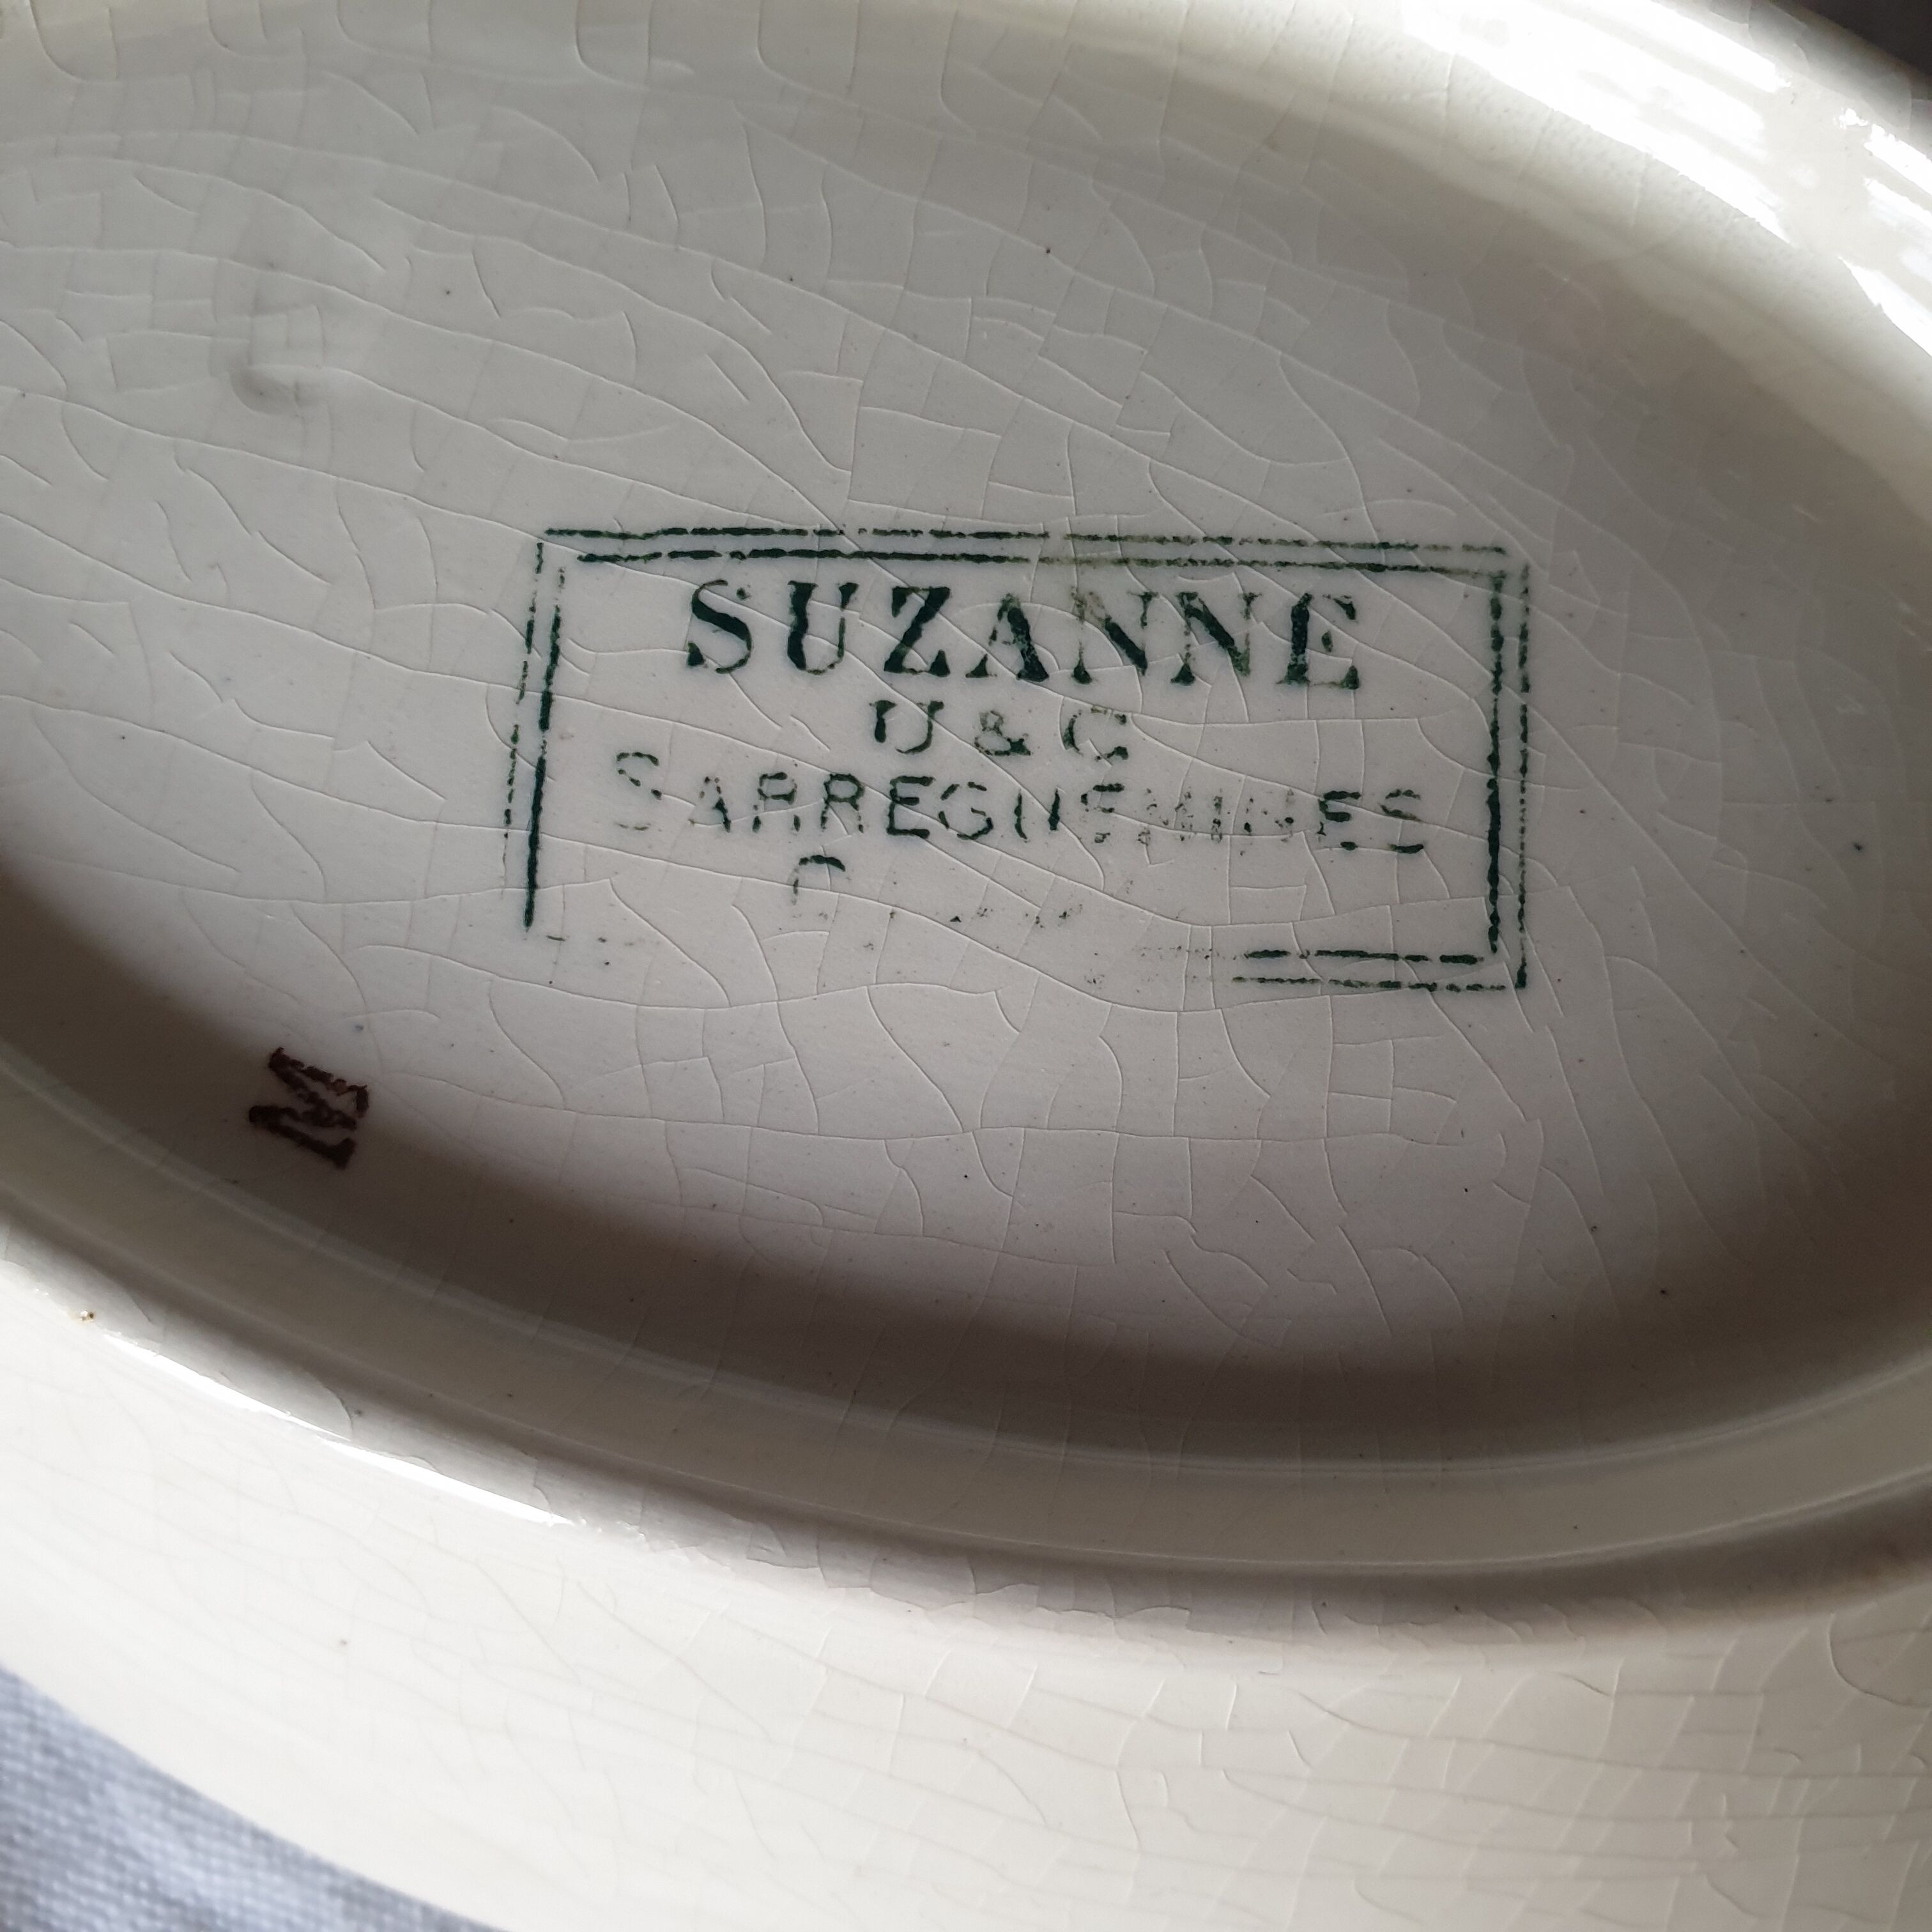 SUZANNE
U & C
SARREGUEMINES
M